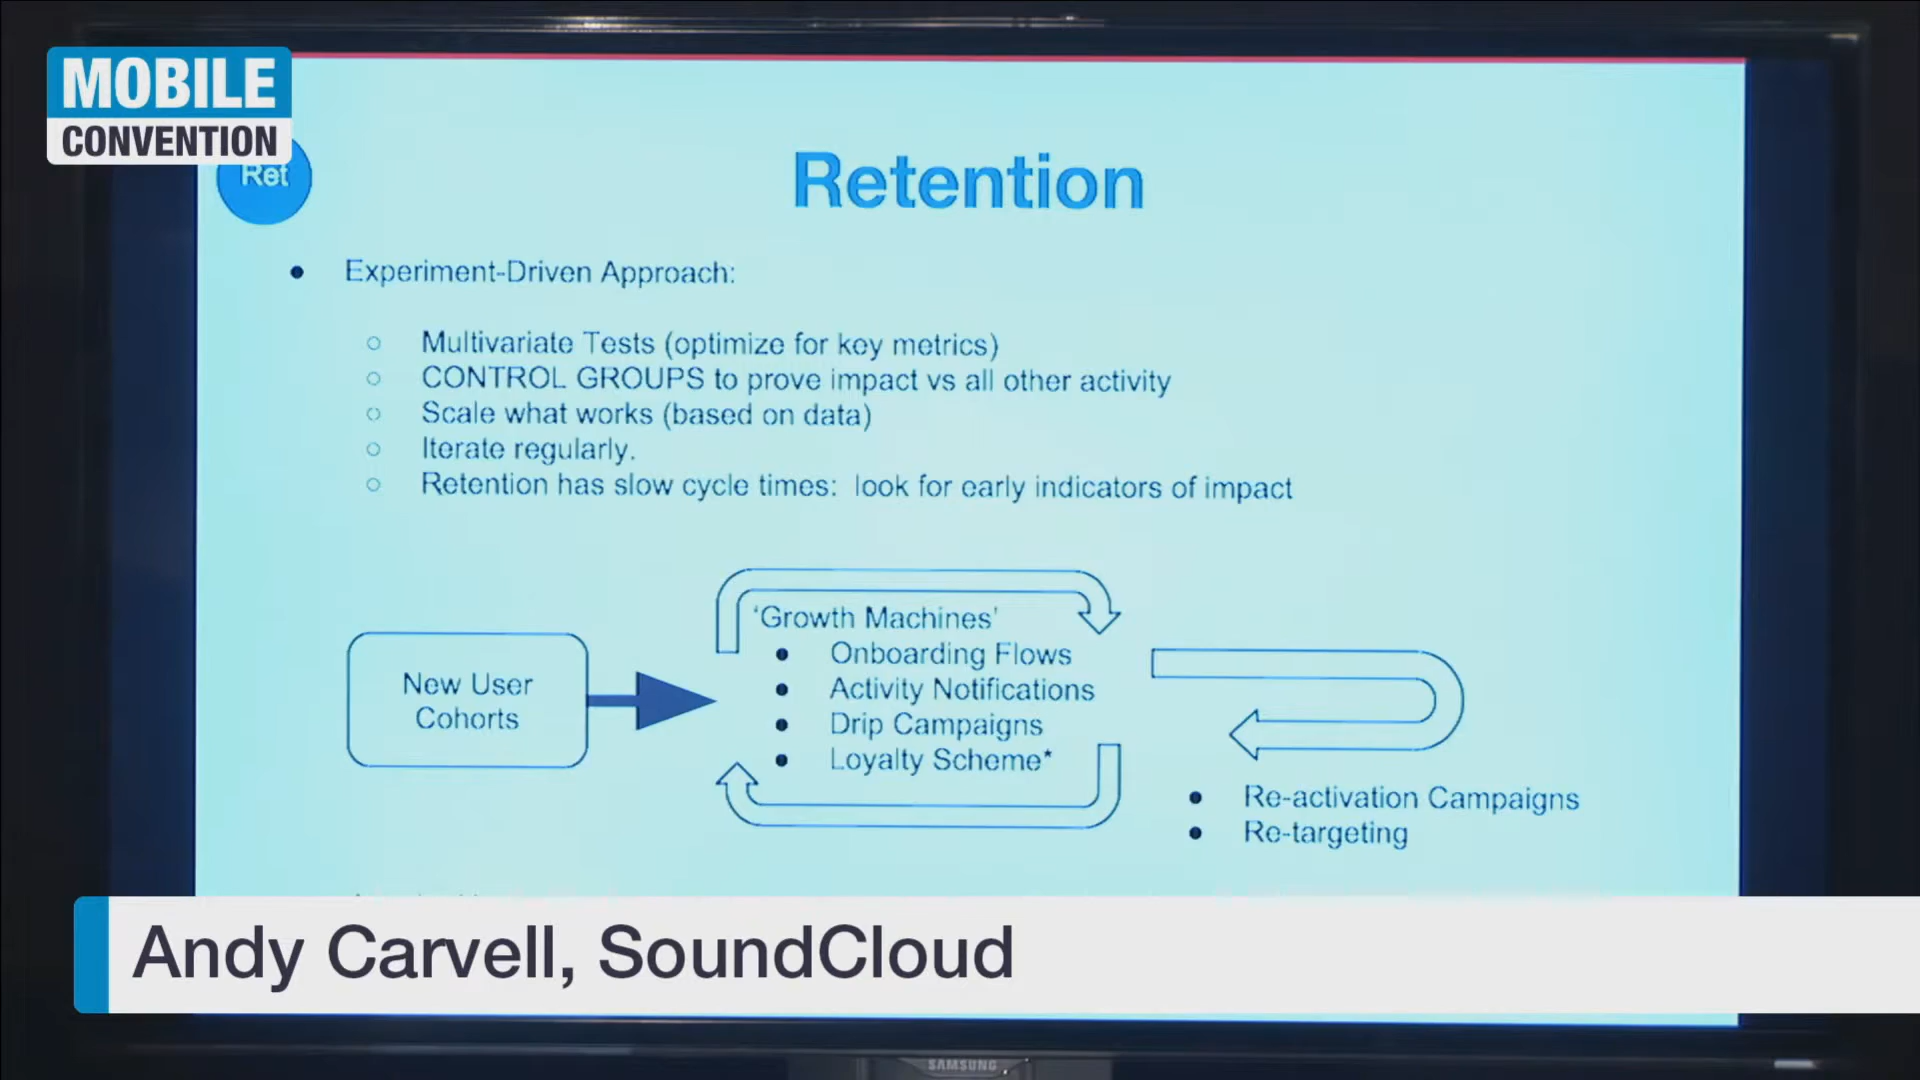 MOBILE
CONVENTION
Ret
Retention
Experiment-Driven Approach:
Multivariate Tests (optimize for key metrics)
CONTROL GROUPS to prove impact vs all other activity
Scale what works (based on data)
Iterate regularly.
Retention has slow cycle times: look for early indicators of impact
'Growth Machines'
Onboarding Flows
Activity Notifications
Drip Campaigns
Loyalty Scheme*
New User
Cohorts
Re-activation Campaigns
Re-targeting
Andy Carvell, SoundCloud
SAMSUNG